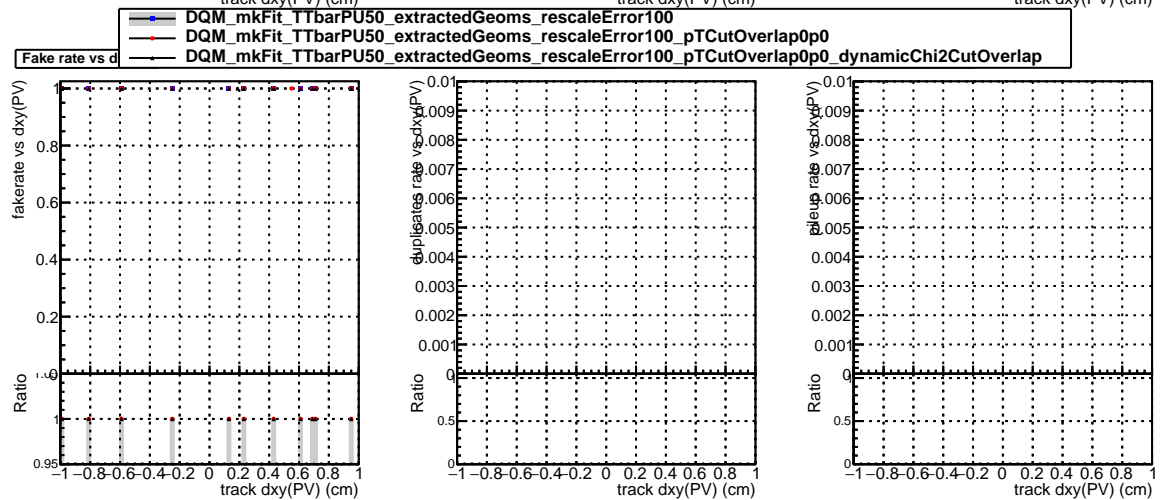 track dxy(PV) (cm) track dxy(PV) (cm) track dxy(PV) (cm)
DQM_mkFit_TTbarPU50_extractedGeoms_rescaleError100
DQM_mkFit_TTbarPU50_extractedGeoms_rescaleError100_pTCutOverlap0p0
DQM_mkFit_TTbarPU50_extractedGeoms_rescaleError100_pTCutOverlap0p0_dynamicChi2CutOverlap
Fake rate vs d
fakerate vs dxy(PV)
1
0.8
0.6
0.4
0.2
0
Ratio
1
0.95
−1 −0.8 −0.6 −0.4 −0.2 0 0.2 0.4 0.6 0.8 1
track dxy(PV) (cm)
duplicates rate vs dxy(PV)
0.01
0.009
0.008
0.007
0.006
0.005
0.004
0.003
0.002
0.001
0
Ratio
1
0.5
0
−1 −0.8 −0.6 −0.4 −0.2 0 0.2 0.4 0.6 0.8 1
track dxy(PV) (cm)
pileup rate vs dxy(PV)
0.01
0.009
0.008
0.007
0.006
0.005
0.004
0.003
0.002
0.001
0
Ratio
1
0.5
0
−1 −0.8 −0.6 −0.4 −0.2 0 0.2 0.4 0.6 0.8 1
track dxy(PV) (cm)